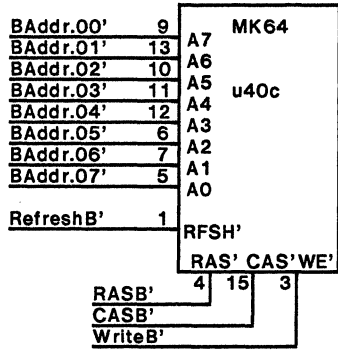 BAddr.00' 9 A7 MK64
BAddr.01' 13 A6
BAddr.02' 10 A5 u40c
BAddr.03' 11 A4
BAddr.04' 12 A3
BAddr.05' 6 A2
BAddr.06' 7 A1
BAddr.07' 5 A0
RefreshB' 1 RFSH'
RAS' CAS' WE'
4 15 3
RASB'
CASB'
WriteB'